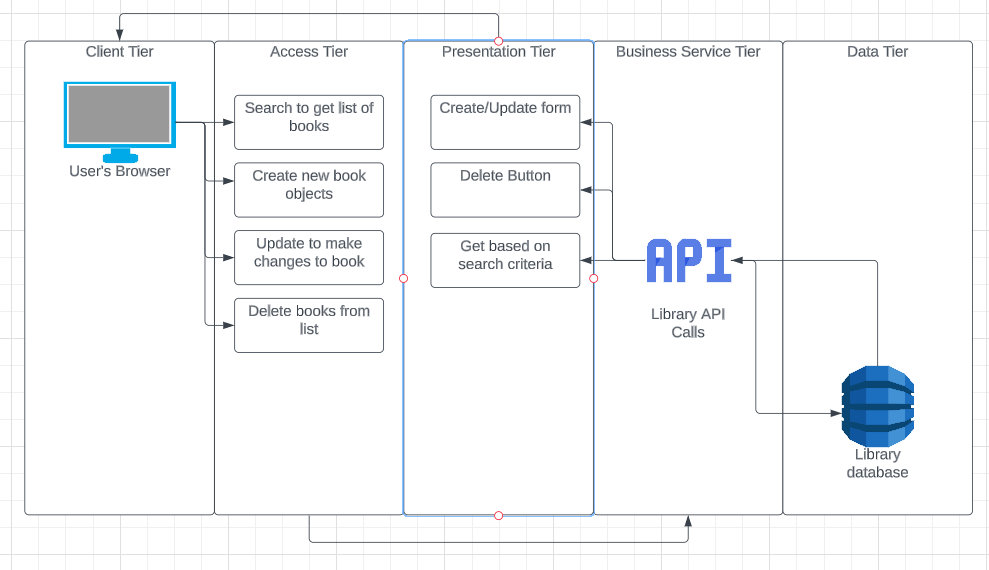 Client Tier
Access Tier
Presentation Tier
Business Service Tier
Data Tier
User's Browser
Search to get list of
books
Create new book
objects
Update to make
changes to book
Delete books from
list
Create/Update form
Delete Button
Get based on
search criteria
API
Library API
Calls
Library
database